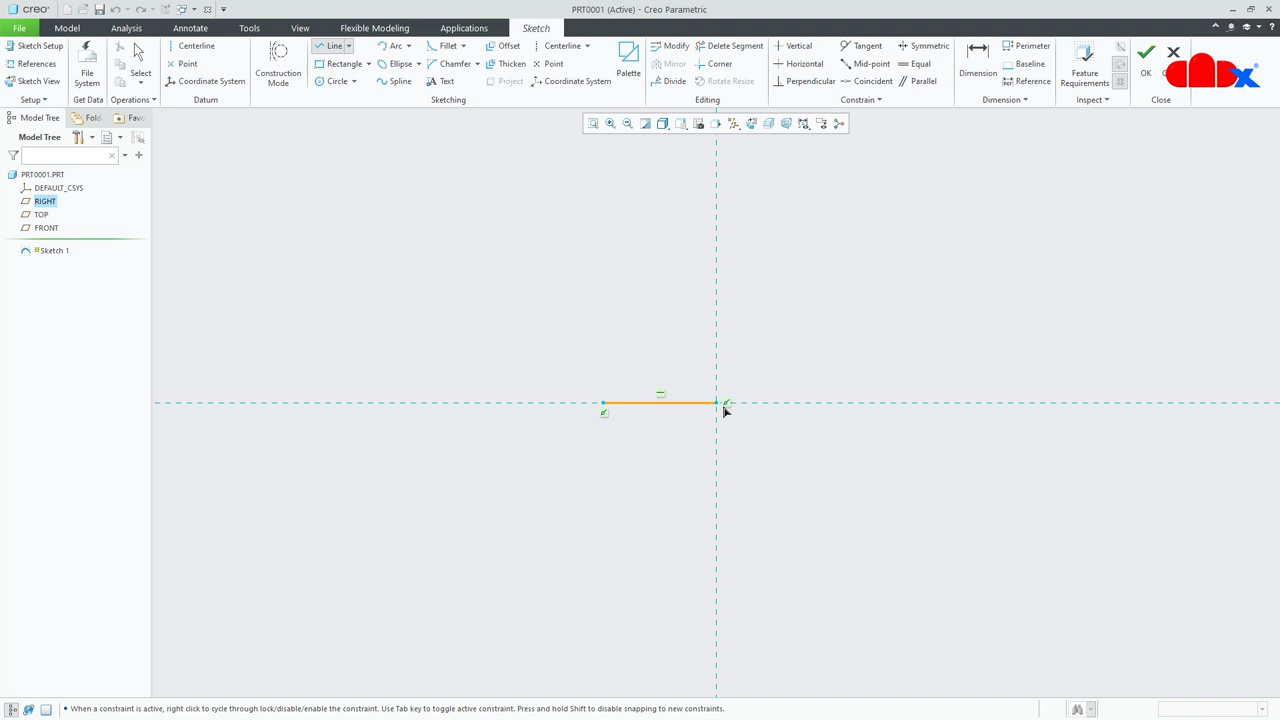 creo
PRT0001 (Active) - Creo Parametric
File Model Analysis Annotate Tools View Flexible Modeling Applications Sketch
Sketch Setup
References
Sketch View
Setup
File System
Get Data
Select
Operations
Centerline
Point
Coordinate System
Datum
Construction Mode
Line Arc Fillet Offset Centerline
Rectangle Ellipse Chamfer Thicken Point
Circle Spline Text Project Coordinate System
Palette
Sketching
Modify Delete Segment
Mirror Corner
Divide Rotate Resize
Editing
Vertical Tangent Symmetric
Horizontal Mid-point Equal
Perpendicular Coincident Parallel
Constrain
Dimension
Perimeter
Baseline
Reference
Dimension
Feature Requirements
Inspect
OK
Close
Model Tree Fold Favo
Model Tree
PRT0001.PRT
DEFAULT_CSYS
RIGHT
TOP
FRONT
Sketch 1
When a constraint is active, right click to cycle through lock/disable/enable the constraint. Use Tab key to toggle active constraint. Press and hold Shift to disable snapping to new constraints.